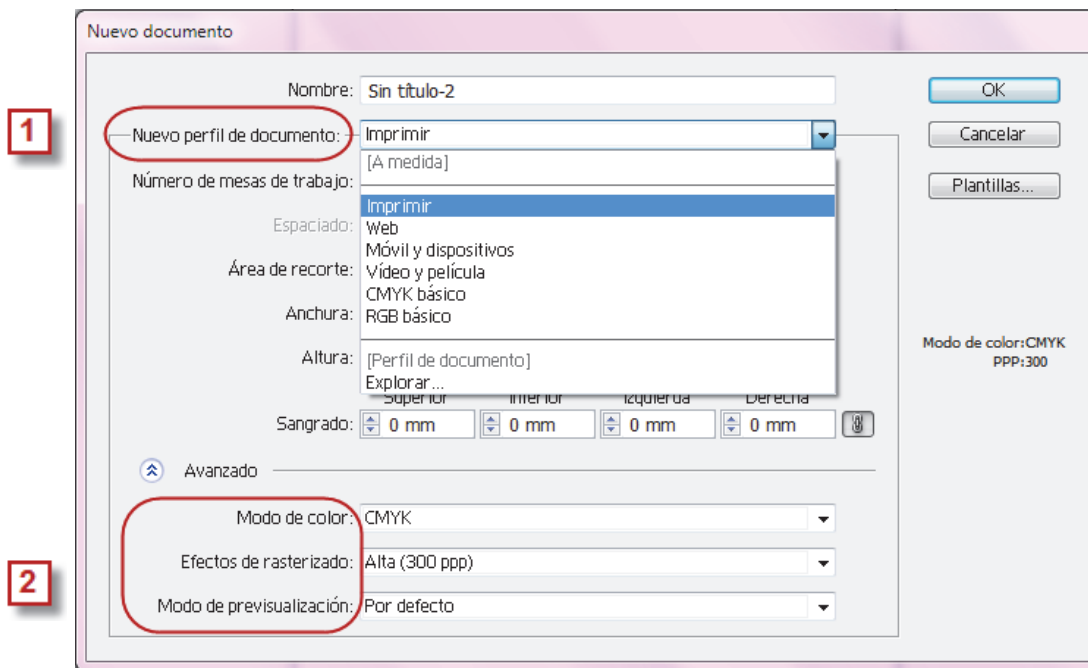 Nuevo documento
Nombre: Sin título-2
OK
1
Nuevo perfil de documento: Imprimir
Cancelar
[A medida]
Número de mesas de trabajo:
Plantillas...
Imprimir
Espaciado:
Web
Móvil y dispositivos
Área de recorte:
Vídeo y película
CMYK básico
Anchura:
RGB básico
Modo de color:CMYK
PPP:300
Altura:
[Perfil de documento]
Explorar...
Superior Inferior Izquierda Derecha
Sangrado: 0 mm 0 mm 0 mm 0 mm
Avanzado
Modo de color: CMYK
Efectos de rasterizado: Alta (300 ppp)
2
Modo de previsualización: Por defecto